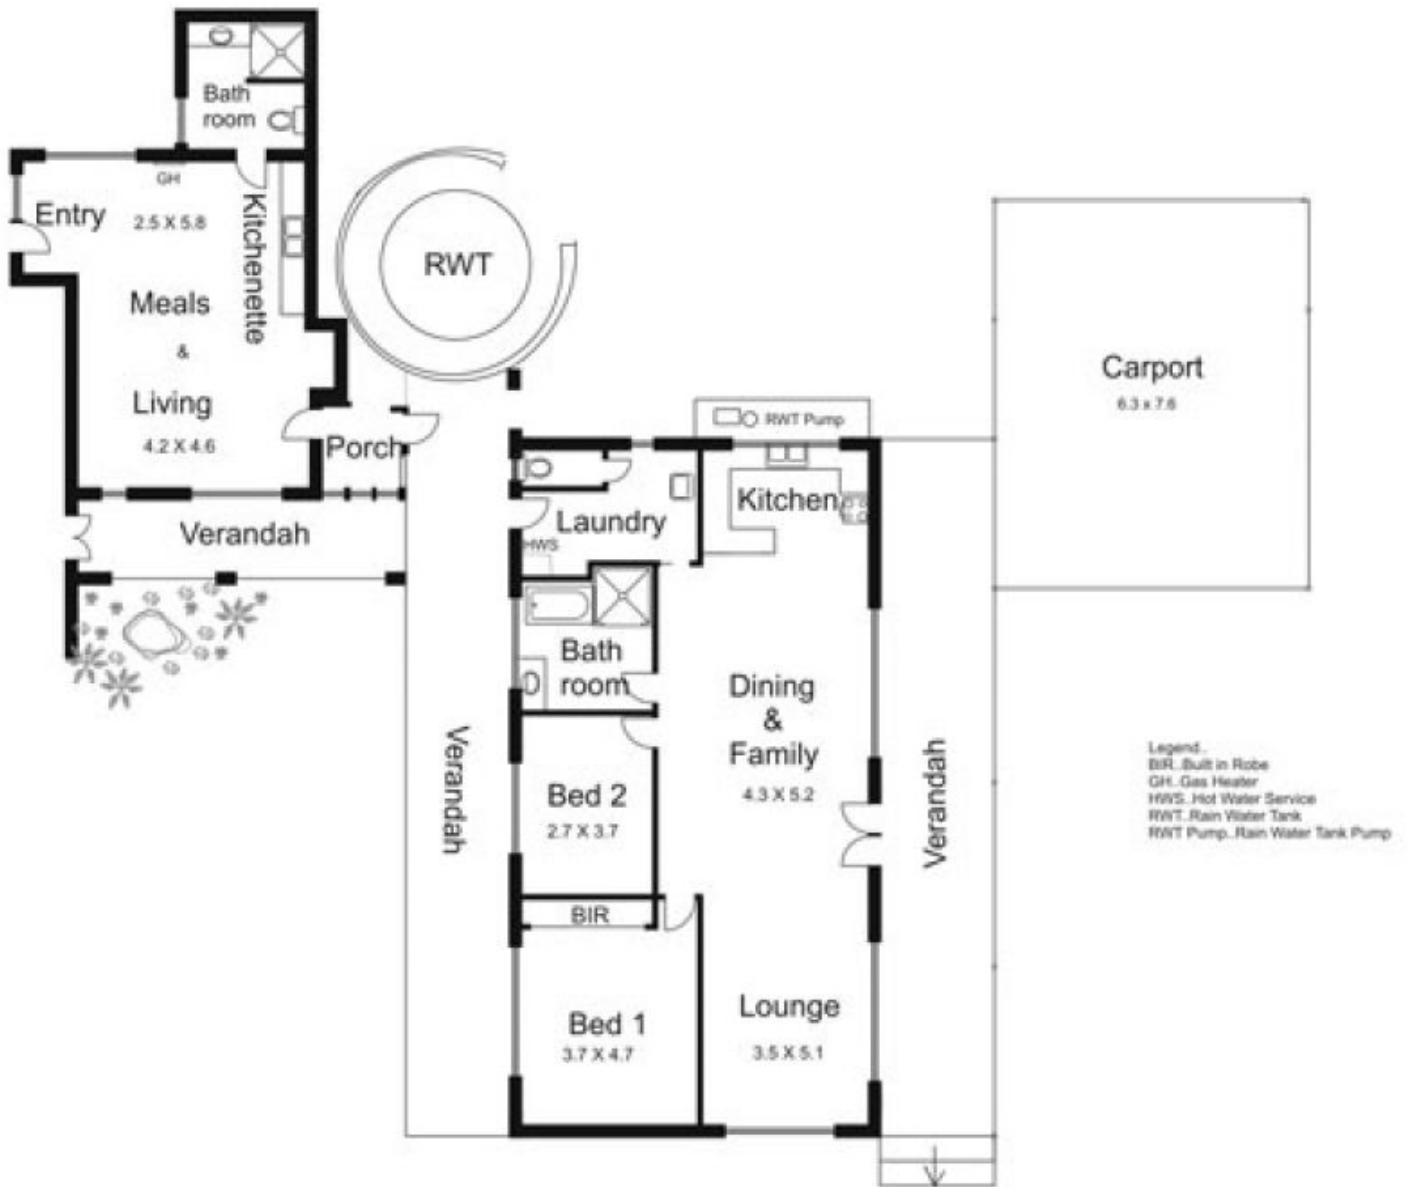 Bath
room
GH
Entry
2.5 X 5.8
Kitchenette
Meals
&
Living
4.2 X 4.6
Porch
Verandah
RWT
Carport
6.3 x 7.6
RWT Pump
Kitchen
Laundry
HWS
Bath
room
Dining
&
Family
4.3 X 5.2
Bed 2
2.7 X 3.7
Verandah
Verandah
BIR
Bed 1
3.7 X 4.7
Lounge
3.5 X 5.1
Legend..
BIR..Built in Robe
GH..Gas Heater
HWS..Hot Water Service
RWT..Rain Water Tank
RWT Pump..Rain Water Tank Pump